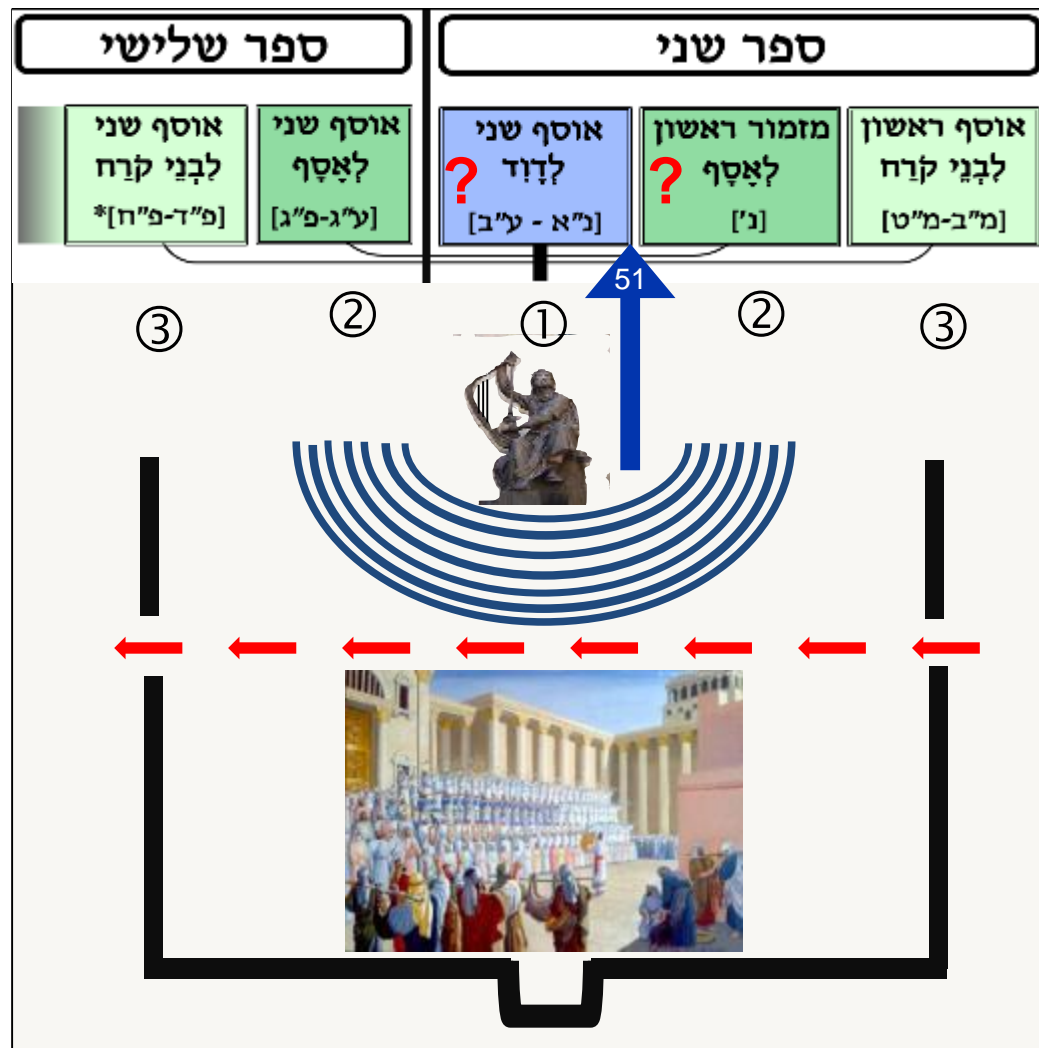 ספר שני
ספר שלישי
אוסף ראשון
לִבְנֵי קֹרַח
[מ״ב-מ״ט]
מזמור ראשון
לְאָסָף
?
[נ׳]
אוסף שני
לְדָוִד
?
[נ״א - ע״ב]
אוסף שני
לְאָסָף
[ע״ג-פ״ג]
אוסף שני
לִבְנֵי קֹרַח
[פ״ד-פ״ח]*
51
③
②
①
②
③